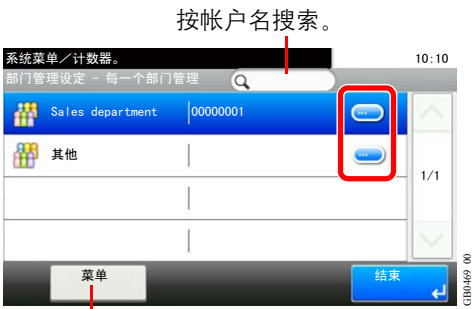 按帐户名搜索。
系统菜单／计数器。
10:10
部门管理设定 - 每一个部门管理
Sales department 00000001
其他
1/1
菜单
结束
GB0469 00